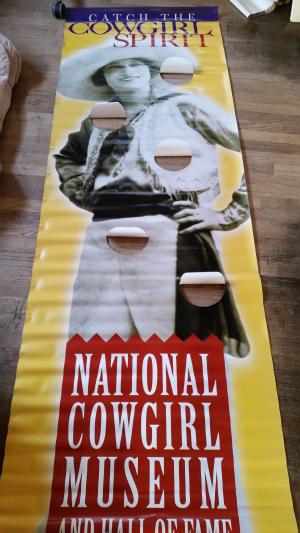 CATCH THE
COWGIRL
SPIRIT
NATIONAL
COWGIRL
MUSEUM
AND HALL OF FAME